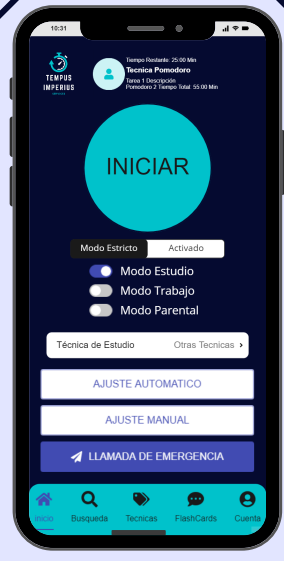 10:31
TEMPUS
IMPERIUS
Tiempo Restante: 25:00 Min
Tecnica Pomodoro
Tarea 1 Descripción
Pomodoro 2 Tiempo Total: 55:00 Min
INICIAR
Modo Estricto Activado
Modo Estudio
Modo Trabajo
Modo Parental
Técnica de Estudio Otras Tecnicas
AJUSTE AUTOMATICO
AJUSTE MANUAL
LLAMADA DE EMERGENCIA
Inicio Busqueda Tecnicas FlashCards Cuenta